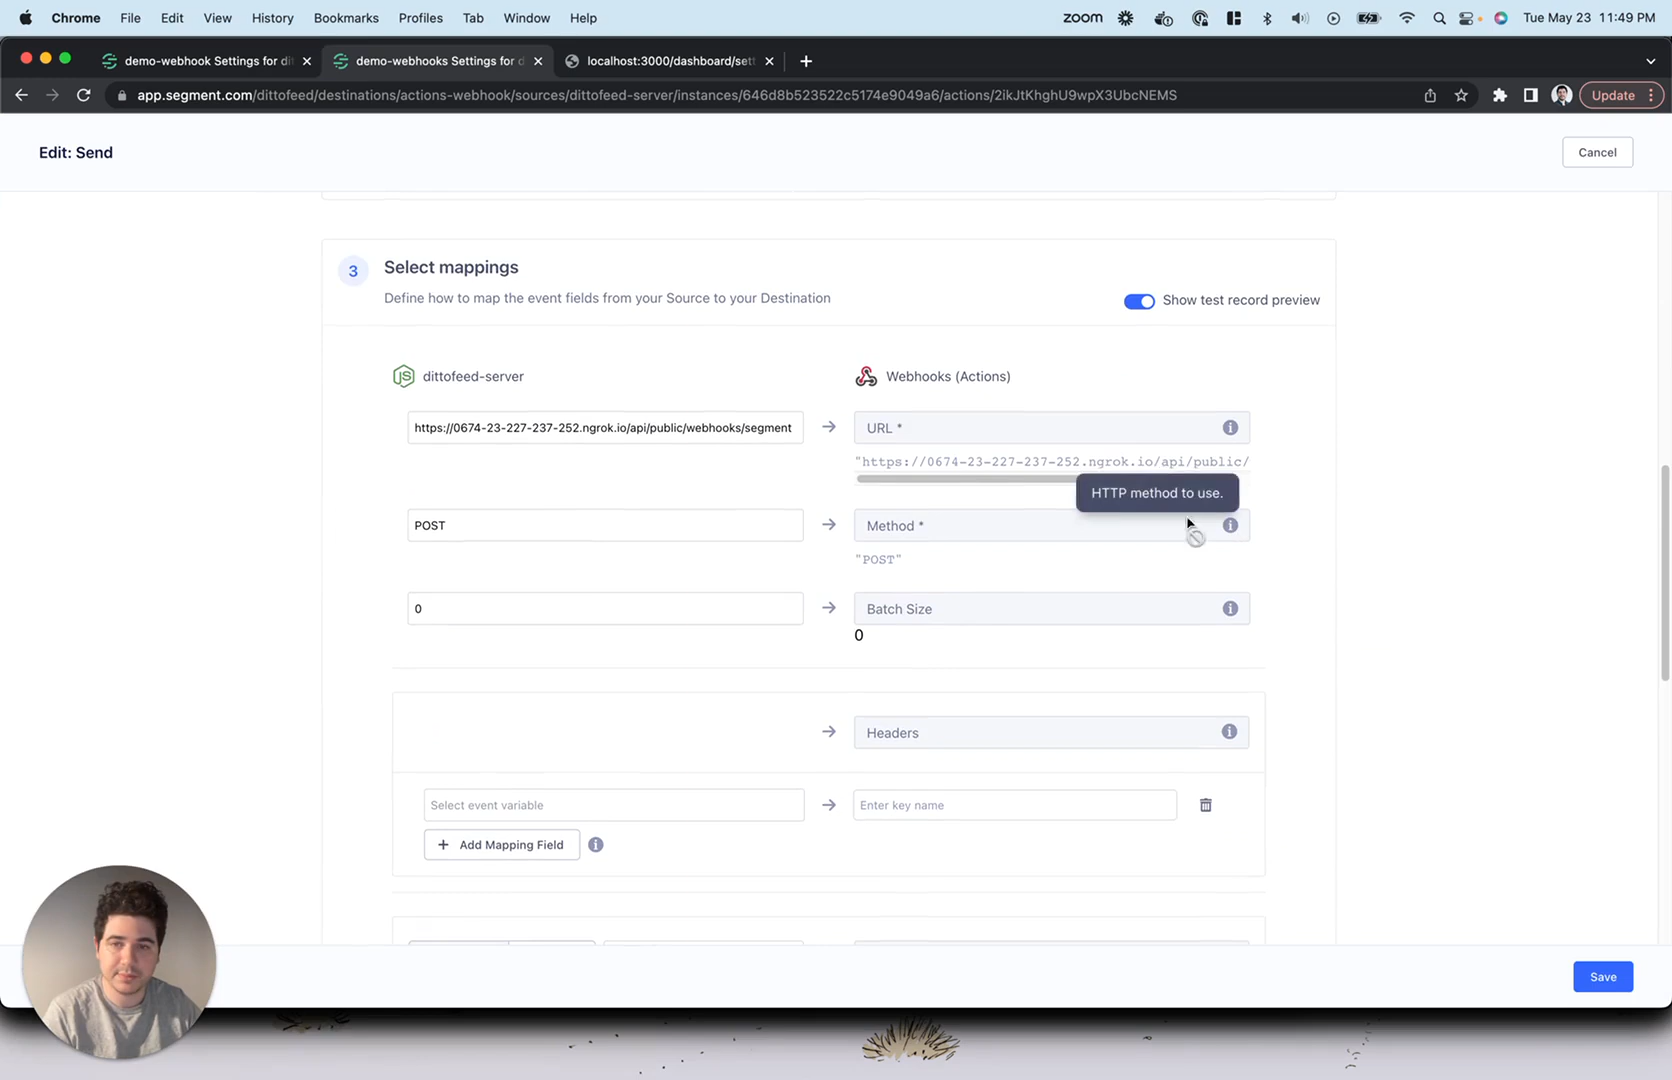 Chrome File Edit View History Bookmarks Profiles Tab Window Help zoom Tue May 23 11:49 PM
demo-webhook Settings for di demo-webhooks Settings for d localhost:3000/dashboard/sett
app.segment.com/dittofeed/destinations/actions-webhook/sources/dittofeed-server/instances/646d8b523522c5174e9049a6/actions/2ikJtKhghU9wpX3UbcNEMS Update
Edit: Send Cancel
3 Select mappings
Define how to map the event fields from your Source to your Destination Show test record preview
JS dittofeed-server Webhooks (Actions)
https://0674-23-227-237-252.ngrok.io/api/public/webhooks/segment URL *
"https://0674-23-227-237-252.ngrok.io/api/public/
HTTP method to use.
POST Method *
"POST"
0 Batch Size
0
Headers
Select event variable Enter key name
+ Add Mapping Field
Save